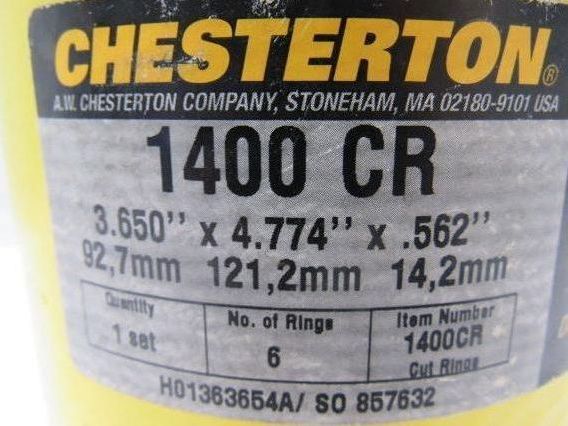 CHESTERTON®
A.W. CHESTERTON COMPANY, STONEHAM, MA 02180-9101 USA
1400 CR
3.650’’ x 4.774’’ x .562’’
92,7mm 121,2mm 14,2mm
Quantity No. of Rings Item Number
1 set 6 1400CR
Cut Rings
H01363654A/ SO 857632